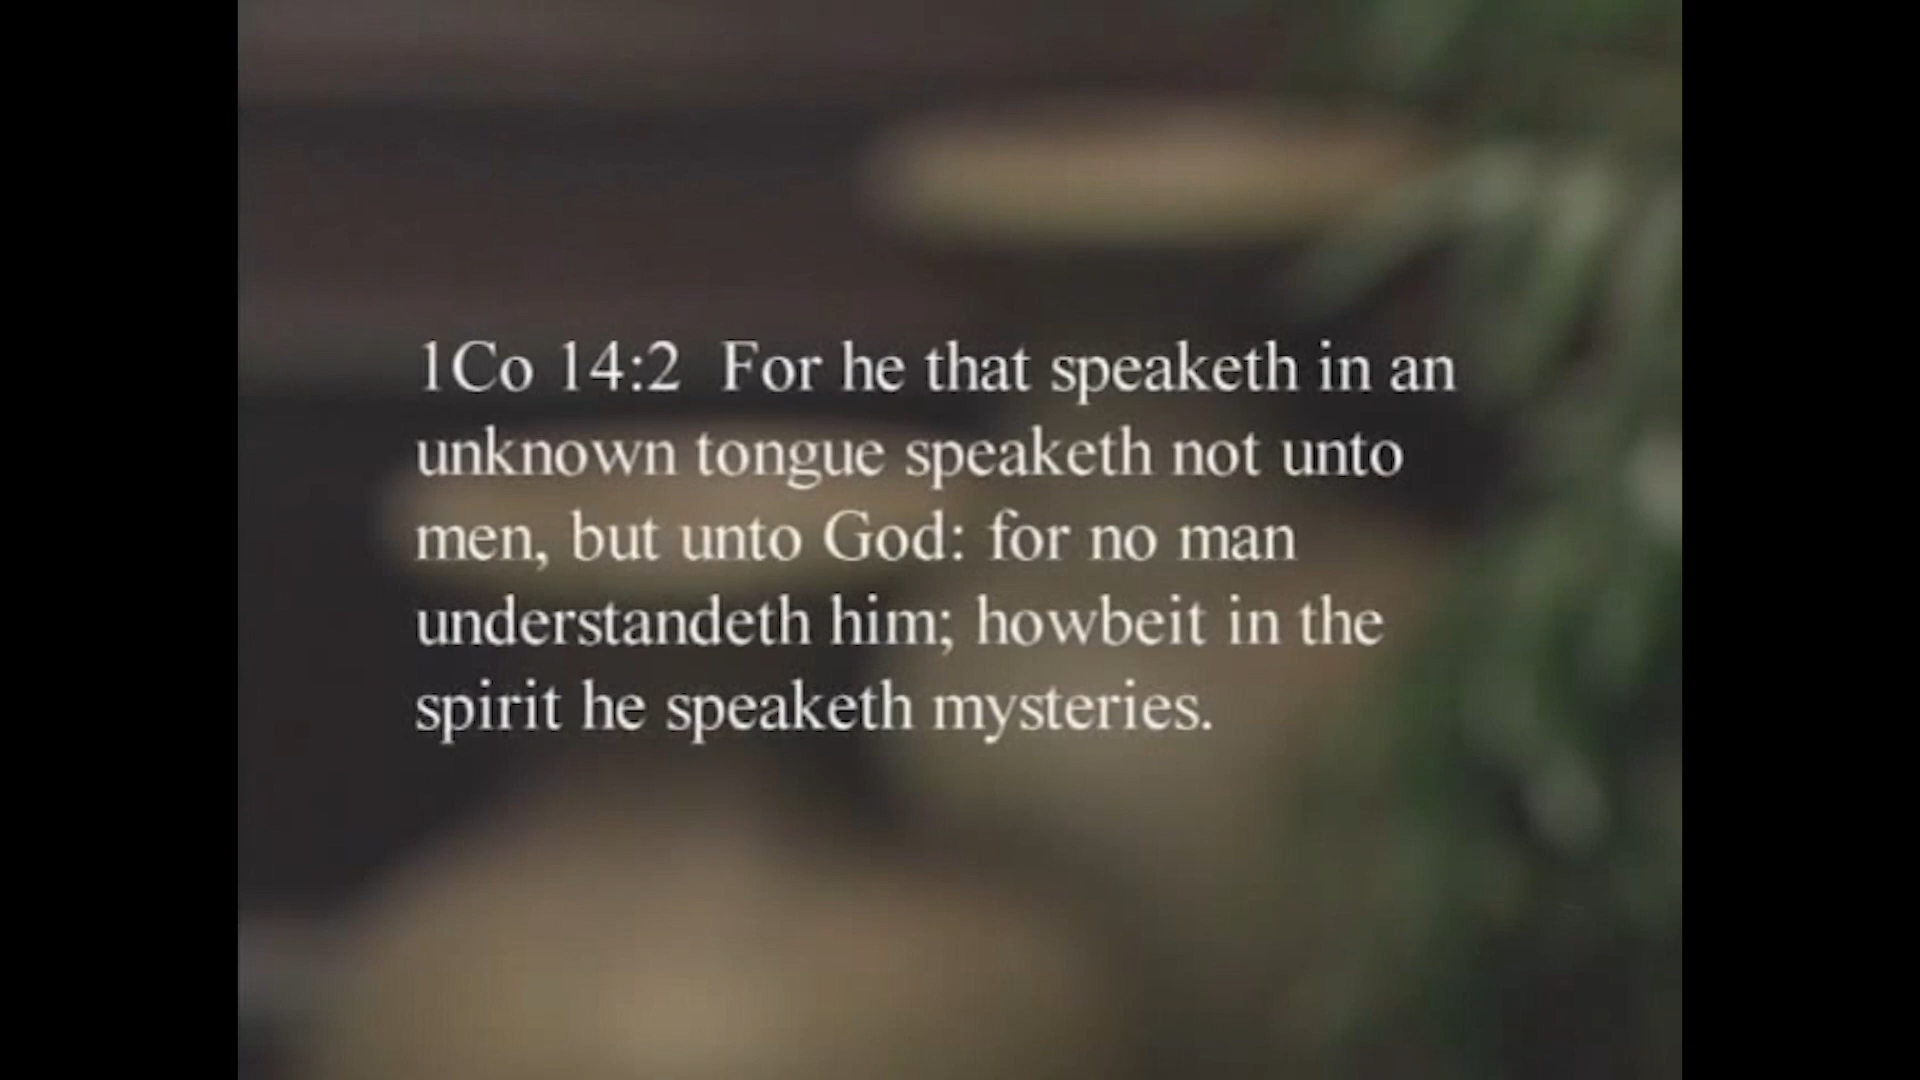 1Co 14:2  For he that speaketh in an
unknown tongue speaketh not unto
men, but unto God: for no man
understandeth him; howbeit in the
spirit he speaketh mysteries.